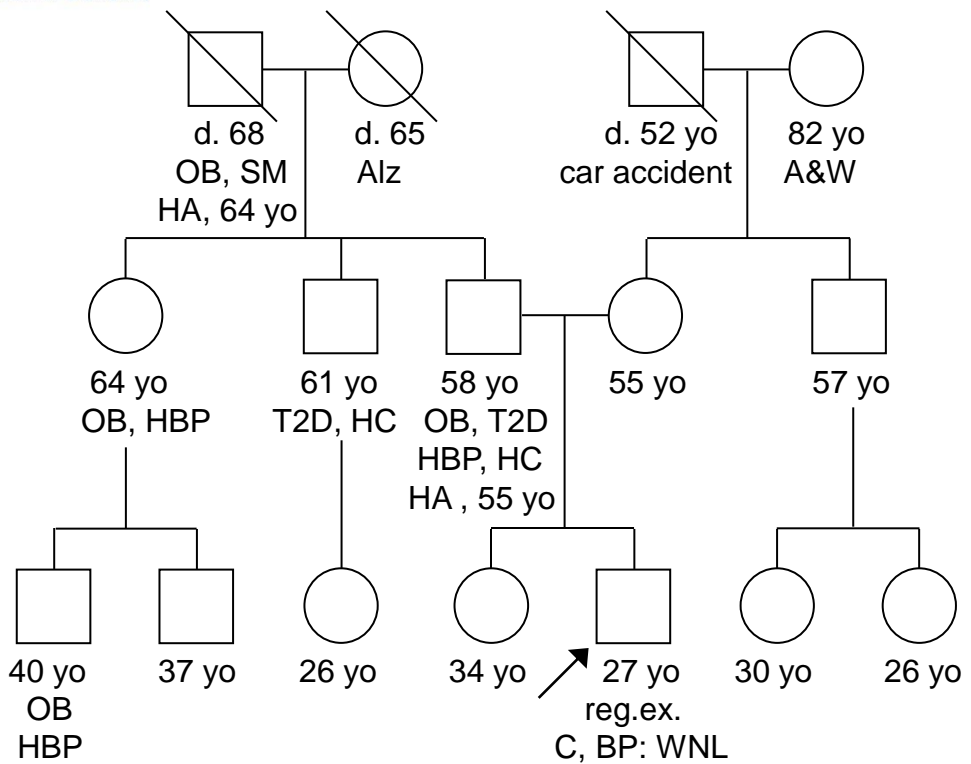 d. 68
OB, SM
HA, 64 yo
d. 65
Alz
d. 52 yo
car accident
82 yo
A&W
64 yo
OB, HBP
61 yo
T2D, HC
58 yo
OB, T2D
HBP, HC
HA , 55 yo
55 yo
57 yo
40 yo
OB
HBP
37 yo
26 yo
34 yo
27 yo
reg.ex.
C, BP: WNL
30 yo
26 yo